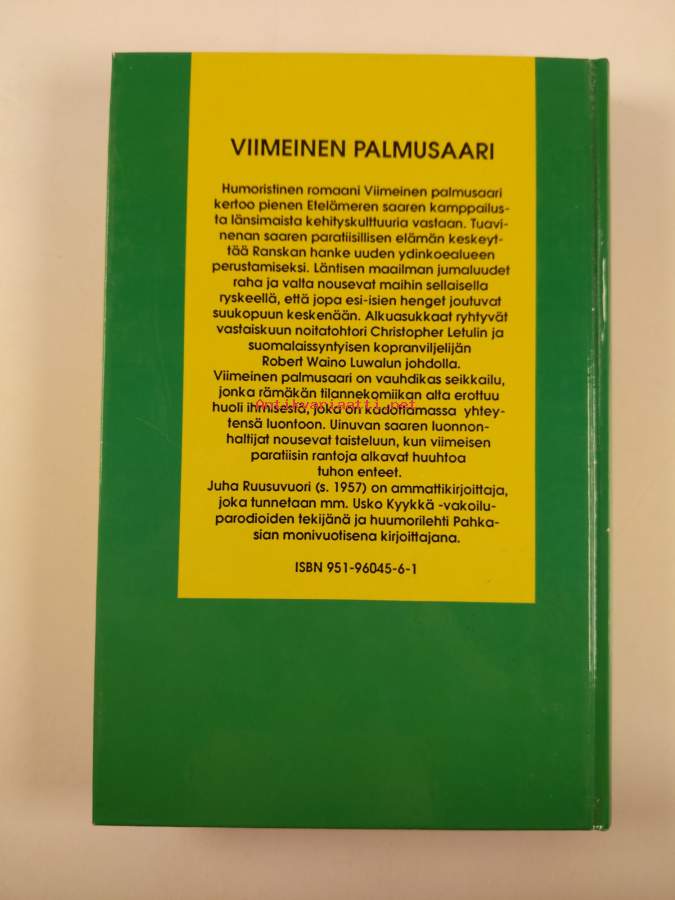 VIIMEINEN PALMUSAARI
Humoristinen romaani Viimeinen palmusaari
kertoo pienen Etelämeren saaren kamppailus-
ta länsimaista kehityskulttuuria vastaan. Tuavi-
nenan saaren paratiisillisen elämän keskeyt-
tää Ranskan hanke uuden ydinkoealueen
perustamiseksi. Läntisen maailman jumaluudet
raha ja valta nousevat maihin sellaisella
ryskeellä, että jopa esi-isien henget joutuvat
suukopuun keskenään. Alkuasukkaat ryhtyvät
vastaiskuun noitatohtori Christopher Letulin ja
suomalaissyntyisen kopranviljelijän
Robert Waino Luwalun johdolla.
Viimeinen palmusaari on vauhdikas seikkailu,
jonka rämäkän tilannekomiikan alta erottuu
Antikvariaatti.net
huoli ihmisestä, joka on kadottamassa yhtey-
tensä luontoon. Uinuvan saaren luonnon-
haltijat nousevat taisteluun, kun viimeisen
paratiisin rantoja alkavat huuhtoa
tuhon enteet.
Juha Ruusuvuori (s. 1957) on ammattikirjoittaja,
joka tunnetaan mm. Usko Kyykkä -vakoilu-
parodioiden tekijänä ja huumorilehti Pahka-
sian monivuotisena kirjoittajana.
ISBN 951-96045-6-1